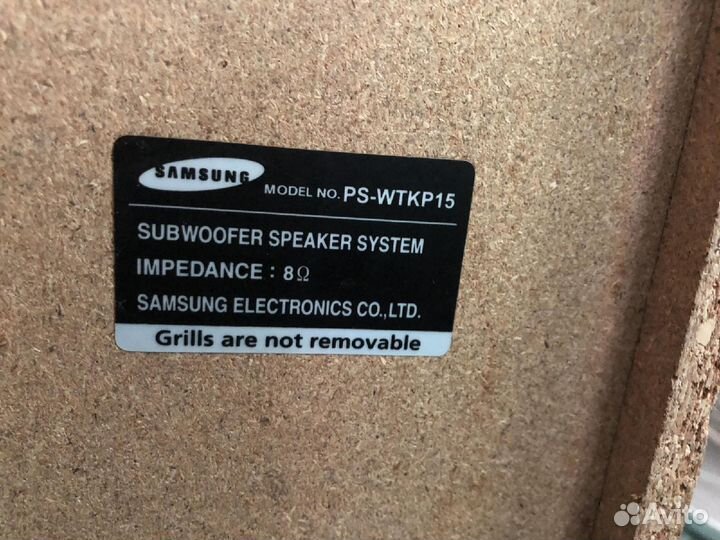 SAMSUNG MODEL NO. PS-WTKP15
SUBWOOFER SPEAKER SYSTEM
IMPEDANCE : 8Ω
SAMSUNG ELECTRONICS CO.,LTD.
Grills are not removable
Avito